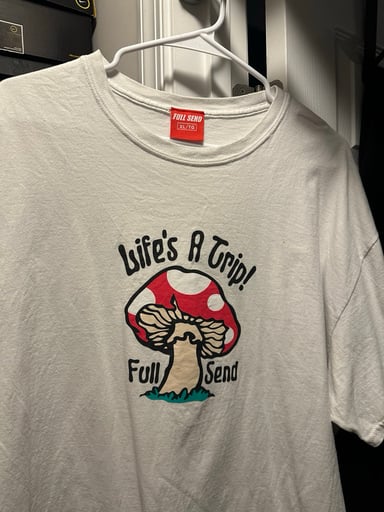 FULL SEND
XL/TG
Life's A Trip!
Full Send